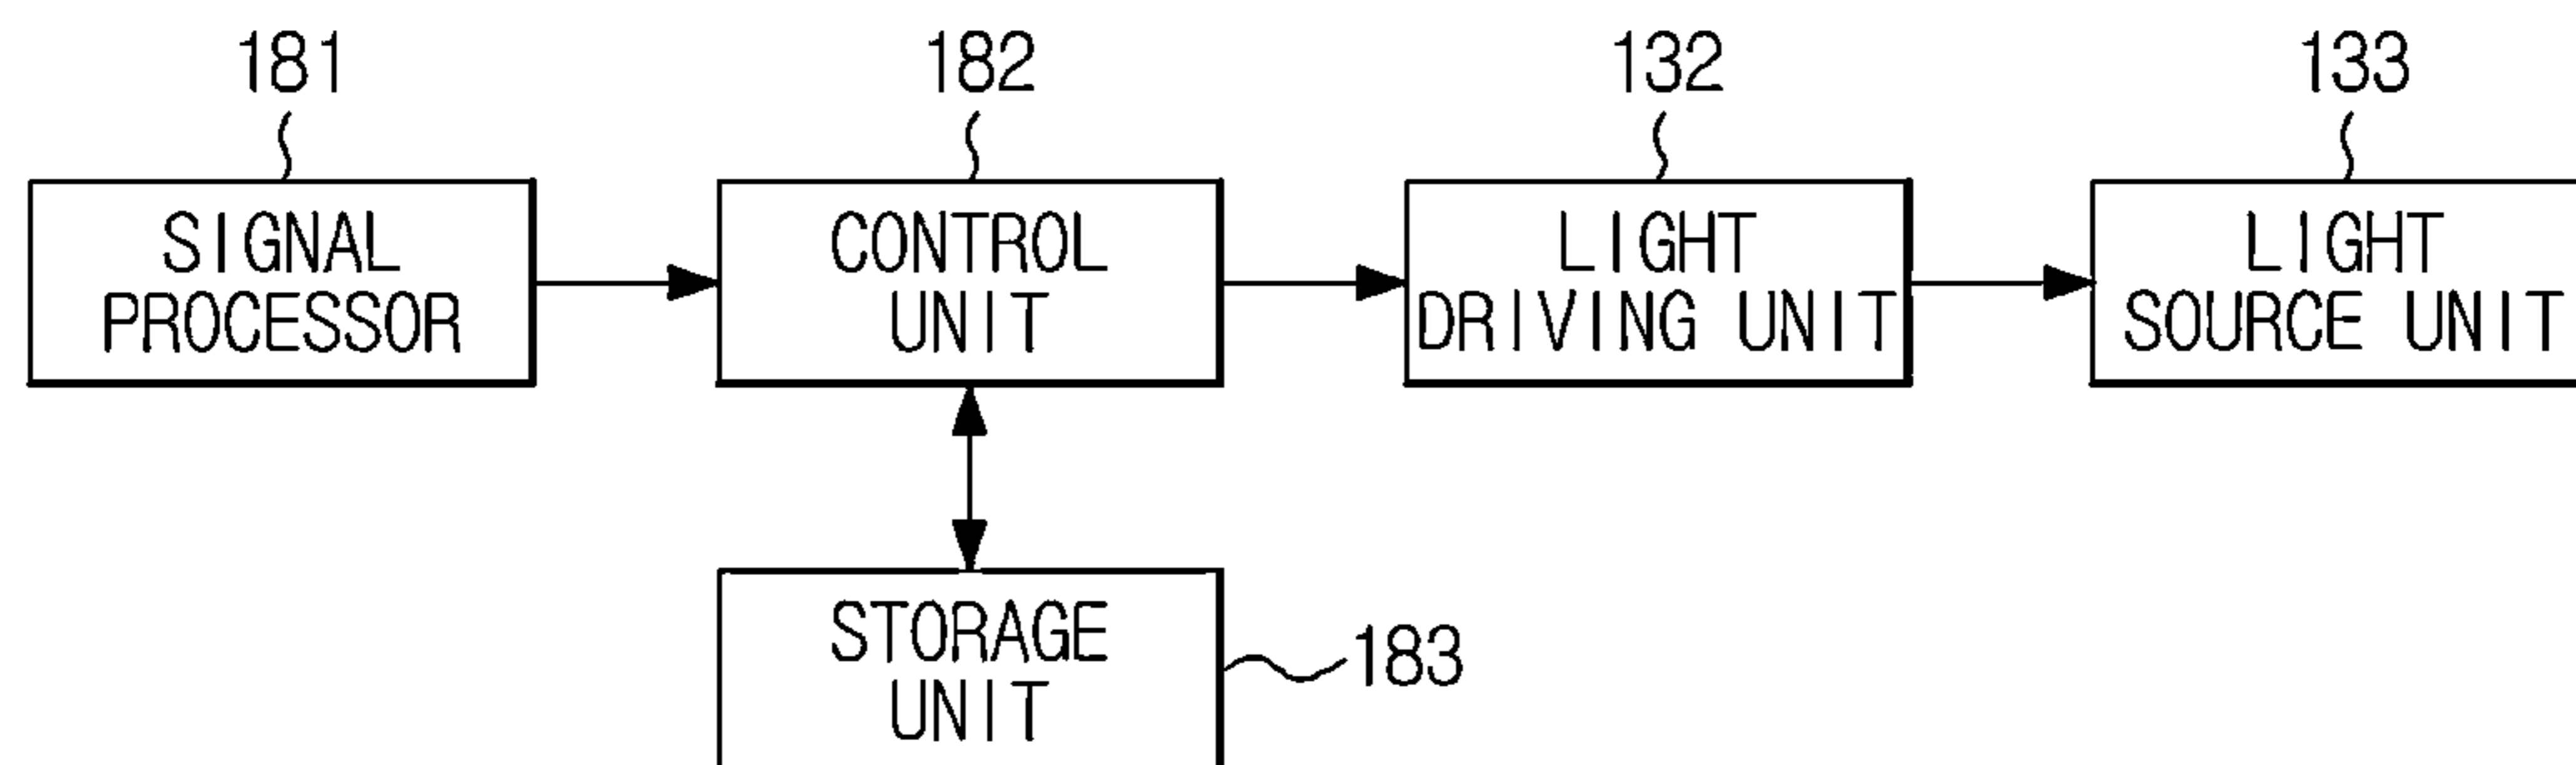 181
182
132
133
SIGNAL
PROCESSOR
CONTROL
UNIT
LIGHT
DRIVING UNIT
LIGHT
SOURCE UNIT
STORAGE
UNIT
183